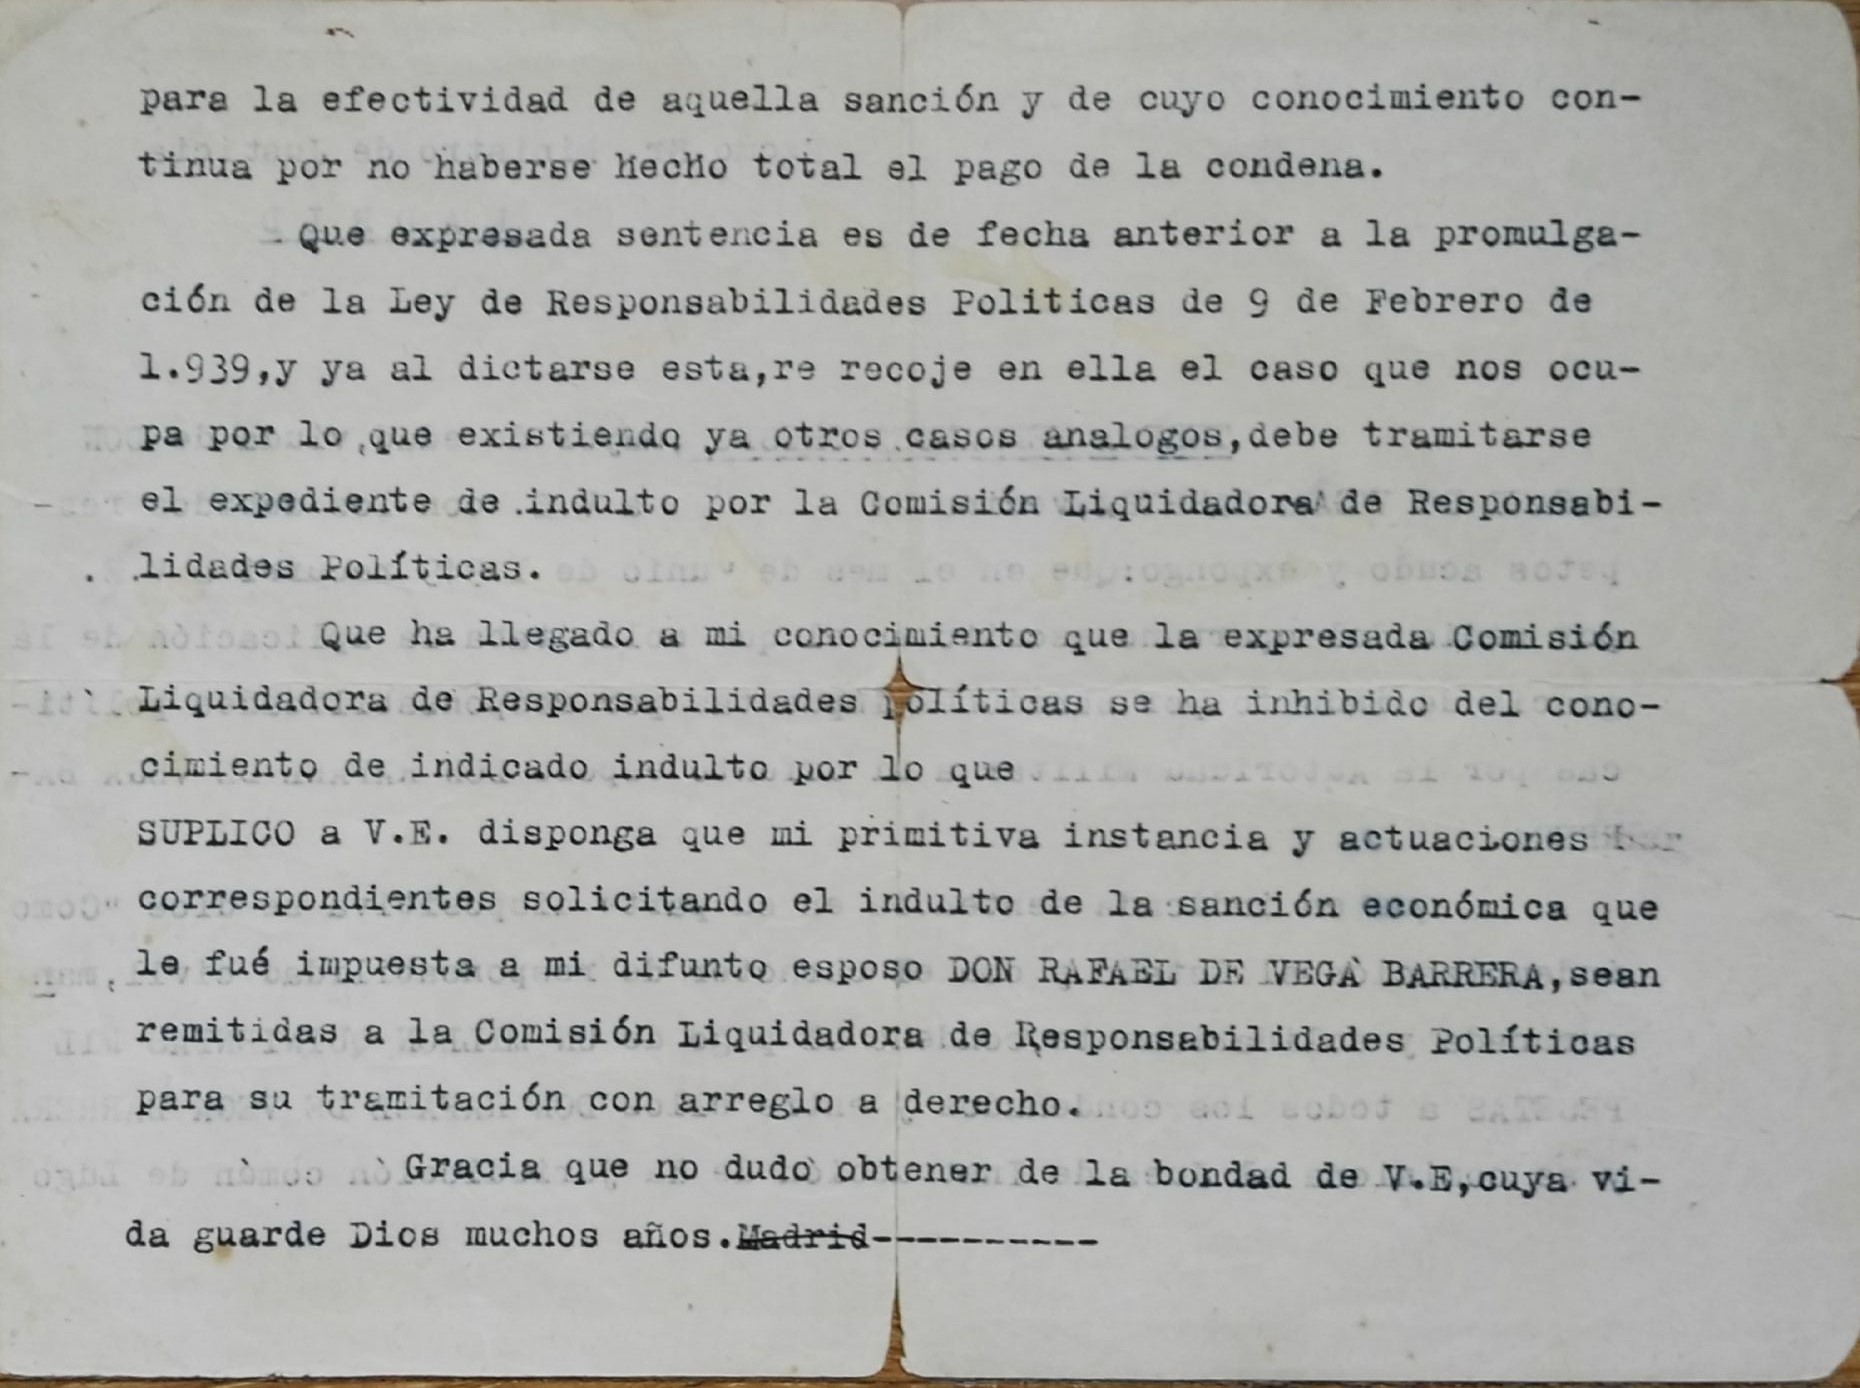 para la efectividad de aquella sanción y de cuyo conocimiento con-
tinua por no haberse hecho total el pago de la condena.
Que expresada sentencia es de fecha anterior a la promulga-
ción de la Ley de Responsabilidades Politicas de 9 de Febrero de
1.939,y ya al dictarse esta,re recoje en ella el caso que nos ocu-
pa por lo que existiendo ya otros casos analogos,debe tramitarse
el expediente de indulto por la Comisión Liquidadora de Responsabi-
lidades Políticas.
Que ha llegado a mi conocimiento que la expresada Comisión
Liquidadora de Responsabilidades Políticas se ha inhibido del cono-
cimiento de indicado indulto por lo que
SUPLICO a V.E. disponga que mi primitiva instancia y actuaciones
correspondientes solicitando el indulto de la sanción económica que
le fué impuesta a mi difunto esposo DON RAFAEL DE VEGA BARRERA,sean
remitidas a la Comisión Liquidadora de Responsabilidades Políticas
para su tramitación con arreglo a derecho.
Gracia que no dudo obtener de la bondad de V.E,cuya vi-
da guarde Dios muchos años.Madrid----------